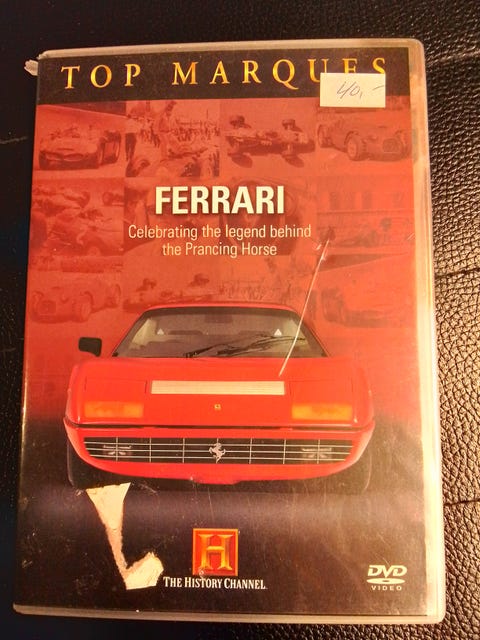 TOP MARQUES
40,-
FERRARI
Celebrating the legend behind
the Prancing Horse
H
THE HISTORY CHANNEL
DVD
VIDEO